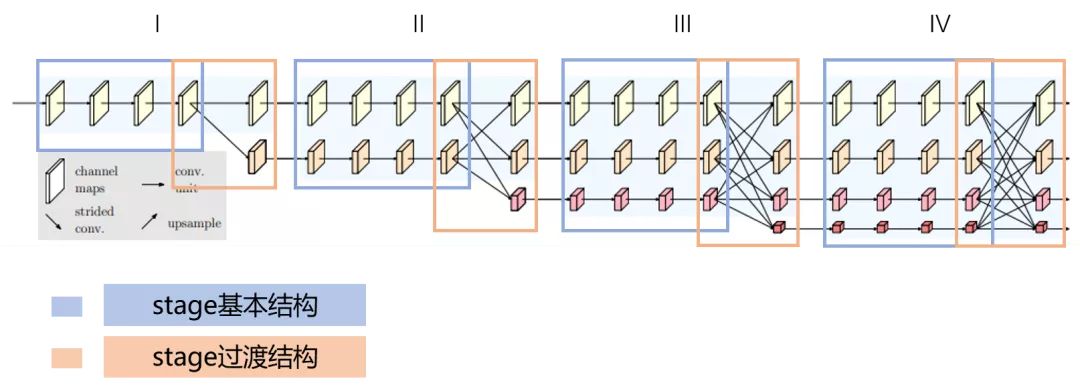 I
II
III
IV
channel
maps
conv.
unit
strided
conv.
upsample
stage基本结构
stage过渡结构